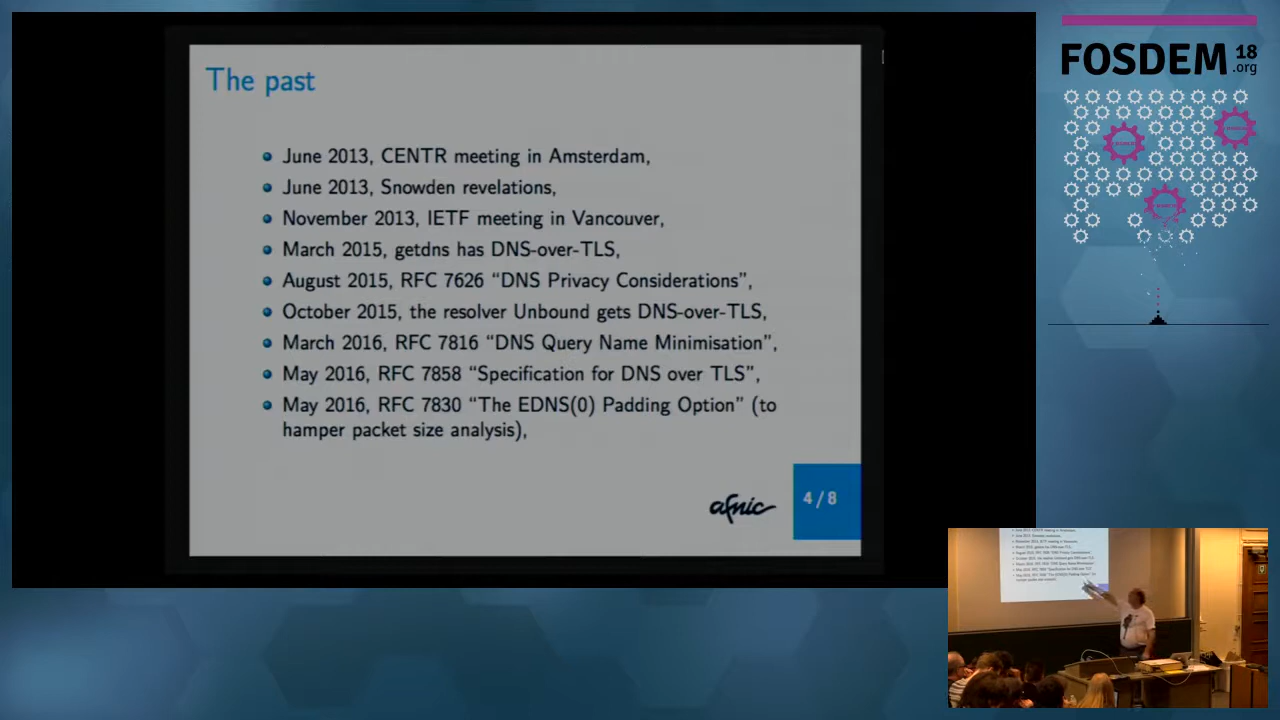 The past
June 2013, CENTR meeting in Amsterdam,
June 2013, Snowden revelations,
November 2013, IETF meeting in Vancouver,
March 2015, getdns has DNS-over-TLS,
August 2015, RFC 7626 “DNS Privacy Considerations”,
October 2015, the resolver Unbound gets DNS-over-TLS,
March 2016, RFC 7816 “DNS Query Name Minimisation”,
May 2016, RFC 7858 “Specification for DNS over TLS”,
May 2016, RFC 7830 “The EDNS(0) Padding Option” (to
hamper packet size analysis),
afnic
4 / 8
FOSDEM 18
.org